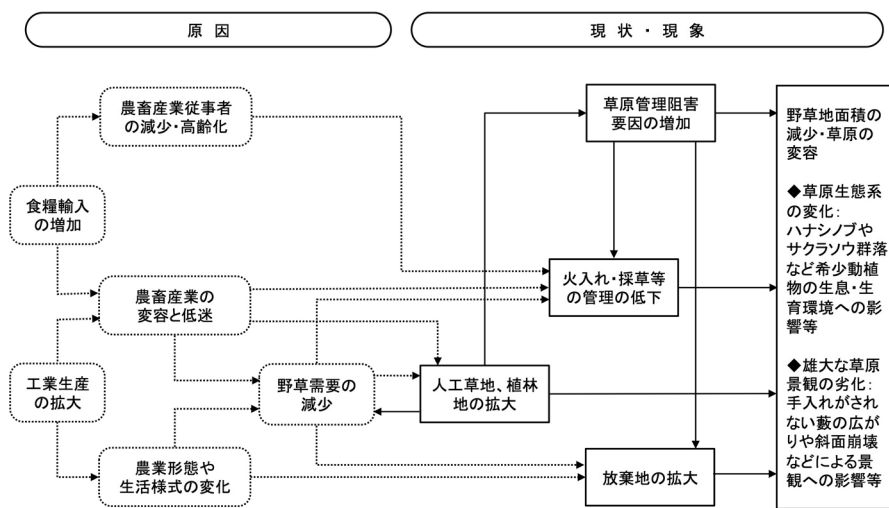 原 因
現 状 ・ 現 象
農畜産業従事者
の減少・高齢化
草原管理阻害
要因の増加
食糧輸入
の増加
農畜産業の
変容と低迷
火入れ・採草等
の管理の低下
工業生産
の拡大
野草需要の
減少
人工草地、植林
地の拡大
農業形態や
生活様式の変化
放棄地の拡大
野草地面積の
減少・草原の
変容
◆草原生態系
の変化:
ハナシノブや
サクラソウ群落
など希少動植
物の生息・生
育環境への影
響等
◆雄大な草原
景観の劣化:
手入れがされ
ない藪の広が
りや斜面崩壊
などによる景
観への影響等